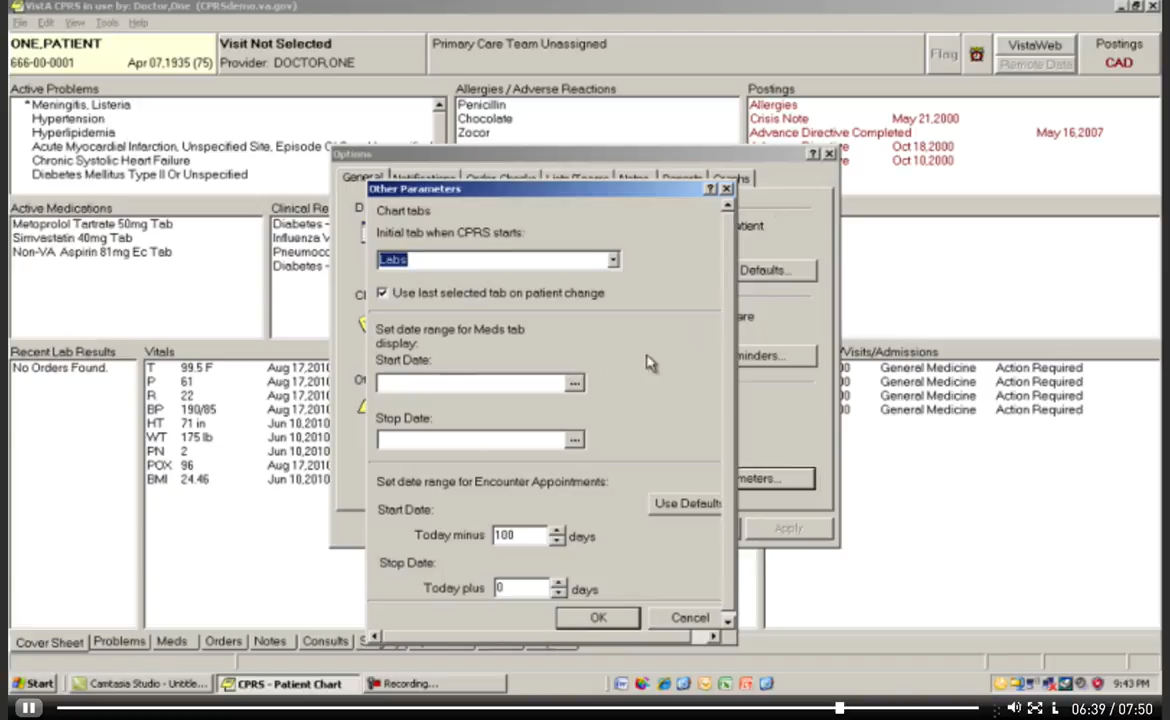 VistA CPRS in use by: Doctor,One (CPRSdemo.va.gov)
File Edit View Tools Help
ONE,PATIENT
666-00-0001 Apr 07,1935 (75)
Visit Not Selected
Provider: DOCTOR,ONE
Primary Care Team Unassigned
Flag
VistaWeb
Remote Data
Postings
CAD
Active Problems
* Meningitis, Listeria
Hypertension
Hyperlipidemia
Acute Myocardial Infarction, Unspecified Site, Episode O
Chronic Systolic Heart Failure
Diabetes Mellitus Type II Or Unspecified
Allergies / Adverse Reactions
Penicillin
Chocolate
Zocor
Postings
Allergies
Crisis Note May 21,2000
Advance Directive Completed May 16,2007
Oct 18,2000
Oct 10,2000
Active Medications
Metoprolol Tartrate 50mg Tab
Simvastatin 40mg Tab
Non-VA Aspirin 81mg Ec Tab
Clinical Re
Diabetes -
Influenza V
Pneumoco
Diabetes -
Options
General Notifications Order Checks Lists/Teams Notes Reports Graphs
atient
Defaults...
are
minders...
meters...
Apply
Other Parameters
Chart tabs
Initial tab when CPRS starts:
Labs
Use last selected tab on patient change
Set date range for Meds tab
display:
Start Date:
...
Stop Date:
...
Set date range for Encounter Appointments:
Use Defaults
Start Date:
Today minus 100 days
Stop Date:
Today plus 0 days
OK Cancel
Recent Lab Results
No Orders Found.
Vitals
T 99.5 F Aug 17,2010
P 61 Aug 17,2010
R 22 Aug 17,2010
BP 190/85 Aug 17,2010
HT 71 in Jun 10,2010
WT 175 lb Jun 10,2010
PN 2 Jun 10,2010
POX 96 Aug 17,2010
BMI 24.46 Jun 10,2010
Visits/Admissions
00 General Medicine Action Required
00 General Medicine Action Required
00 General Medicine Action Required
00 General Medicine Action Required
Cover Sheet Problems Meds Orders Notes Consults
Start Camtasia Studio - Untitle... CPRS - Patient Chart Recording... 9:43 PM
06:39 / 07:50